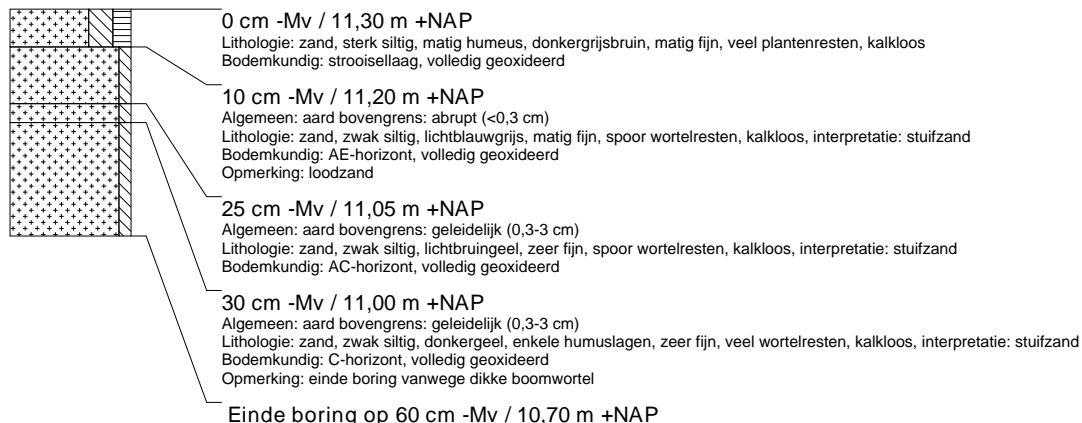 0 cm -Mv / 11,30 m +NAP
Lithologie: zand, sterk siltig, matig humeus, donkergrijsbruin, matig fijn, veel plantenresten, kalkloos
Bodemkundig: strooisellaag, volledig geoxideerd
10 cm -Mv / 11,20 m +NAP
Algemeen: aard bovengrens: abrupt (<0,3 cm)
Lithologie: zand, zwak siltig, lichtblauwgrijs, matig fijn, spoor wortelresten, kalkloos, interpretatie: stuifzand
Bodemkundig: AE-horizont, volledig geoxideerd
Opmerking: loodzand
25 cm -Mv / 11,05 m +NAP
Algemeen: aard bovengrens: geleidelijk (0,3-3 cm)
Lithologie: zand, zwak siltig, lichtbruingeel, zeer fijn, spoor wortelresten, kalkloos, interpretatie: stuifzand
Bodemkundig: AC-horizont, volledig geoxideerd
30 cm -Mv / 11,00 m +NAP
Algemeen: aard bovengrens: geleidelijk (0,3-3 cm)
Lithologie: zand, zwak siltig, donkergeel, enkele humuslagen, zeer fijn, veel wortelresten, kalkloos, interpretatie: stuifzand
Bodemkundig: C-horizont, volledig geoxideerd
Opmerking: einde boring vanwege dikke boomwortel
Einde boring op 60 cm -Mv / 10,70 m +NAP